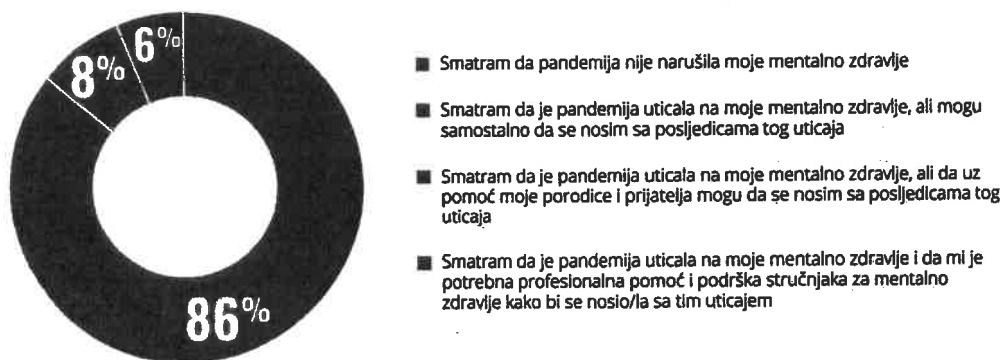 6%
8%
86%
Smatram da pandemija nije narušila moje mentalno zdravlje
Smatram da je pandemija uticala na moje mentalno zdravlje, ali mogu
samostalno da se nosim sa posljedicama tog uticaja
Smatram da je pandemija uticala na moje mentalno zdravlje, ali da uz
pomoć moje porodice i prijatelja mogu da se nosim sa posljedicama tog
uticaja
Smatram da je pandemija uticala na moje mentalno zdravlje i da mi je
potrebna profesionalna pomoć i podrška stručnjaka za mentalno
zdravlje kako bi se nosio/la sa tim uticajem